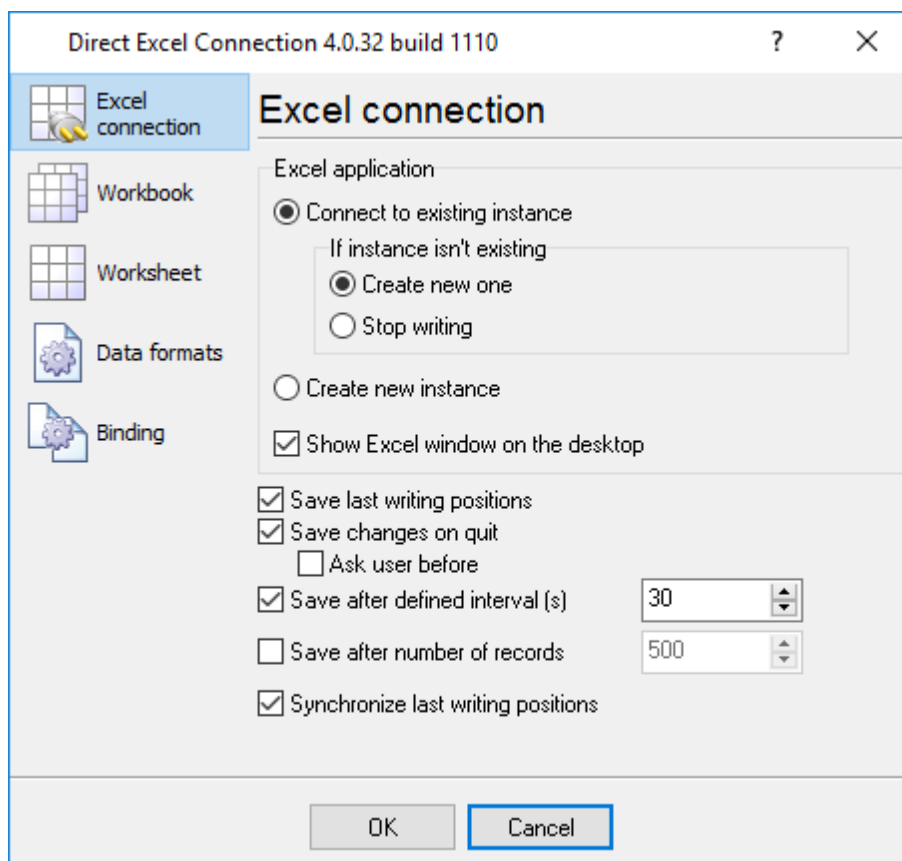 Direct Excel Connection 4.0.32 build 1110
?
Excel
connection
Workbook
Worksheet
Data formats
Binding
Excel connection
Excel application
Connect to existing instance
If instance isn't existing
Create new one
Stop writing
Create new instance
Show Excel window on the desktop
Save last writing positions
Save changes on quit
Ask user before
Save after defined interval (s) 30
Save after number of records 500
Synchronize last writing positions
OK Cancel